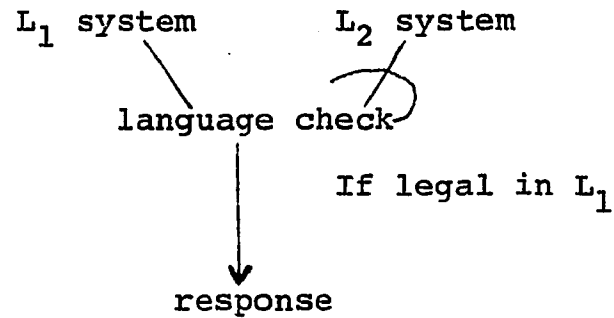 L₁ system L₂ system
language check
If legal in L₁
response